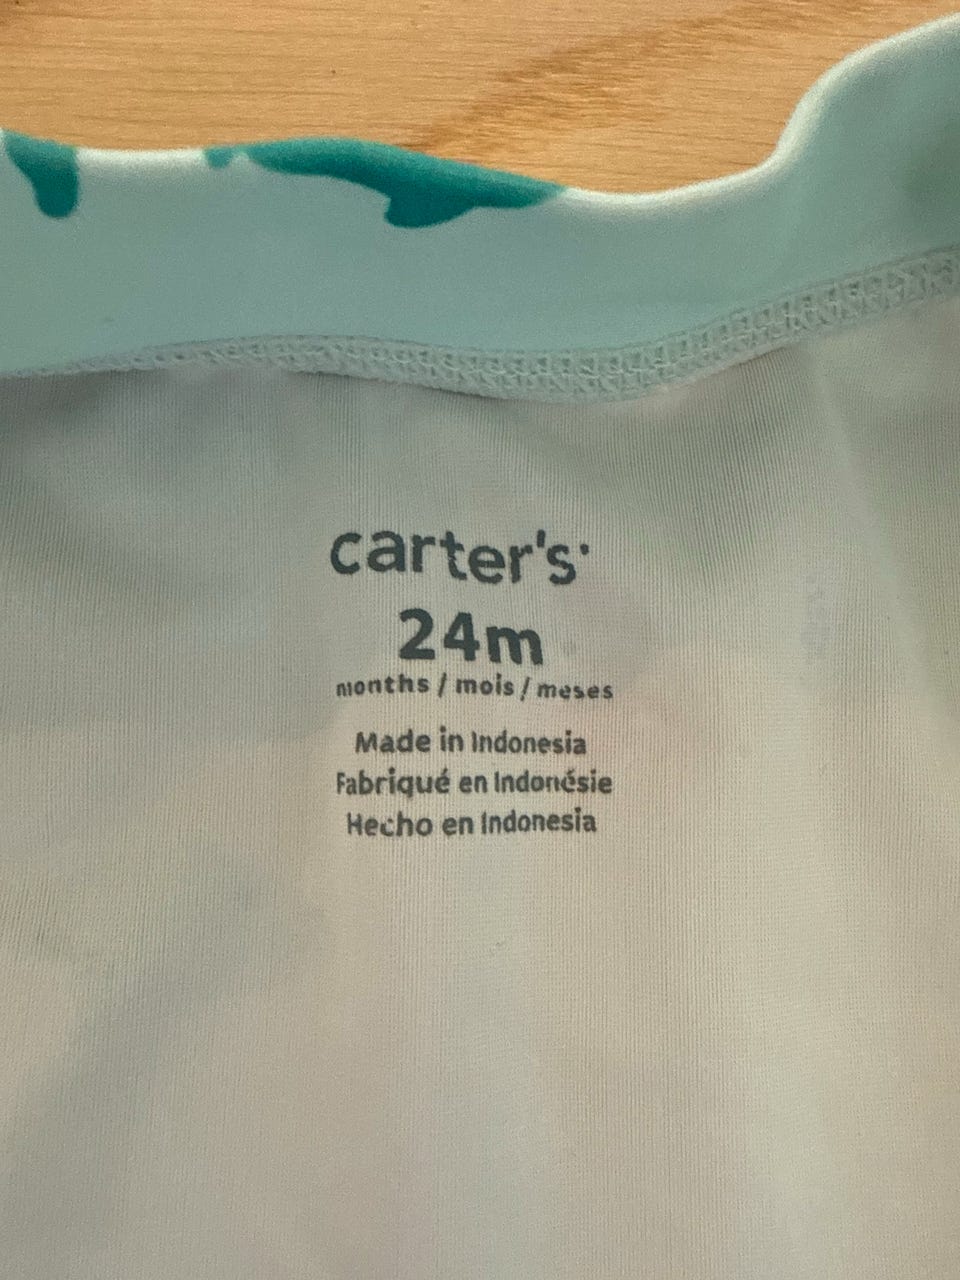 carter's
24m
months / mois / meses
Made in Indonesia
Fabriqué en Indonésie
Hecho en Indonesia